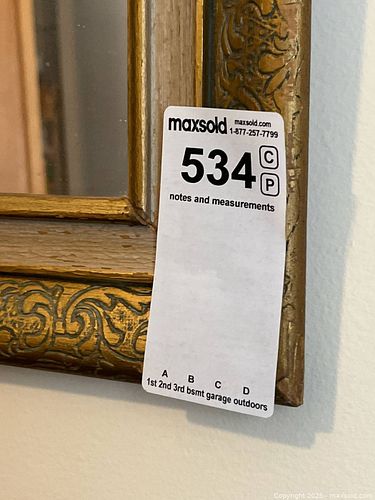 maxsold maxsold.com
1-877-257-7799
534 C
P
notes and measurements
A B C D
1st 2nd 3rd bsmt garage outdoors
Copyright 2025 - maxsold.com